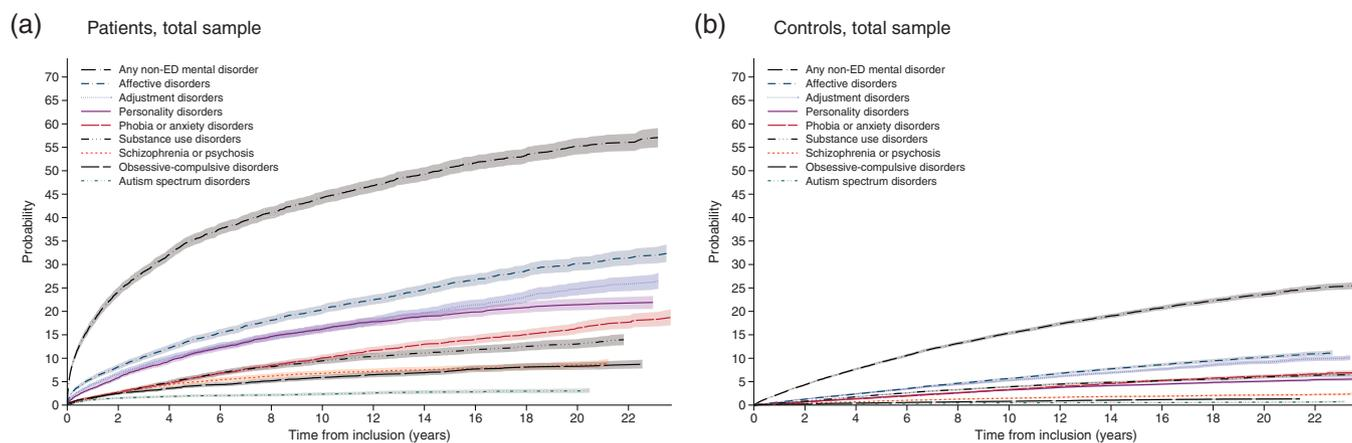 (a) Patients, total sample
Any non-ED mental disorder
Affective disorders
Adjustment disorders
Personality disorders
Phobia or anxiety disorders
Substance use disorders
Schizophrenia or psychosis
Obsessive-compulsive disorders
Autism spectrum disorders
Probability
70
65
60
55
50
45
40
35
30
25
20
15
10
5
0
0 2 4 6 8 10 12 14 16 18 20 22
Time from inclusion (years)
(b) Controls, total sample
Any non-ED mental disorder
Affective disorders
Adjustment disorders
Personality disorders
Phobia or anxiety disorders
Substance use disorders
Schizophrenia or psychosis
Obsessive-compulsive disorders
Autism spectrum disorders
Probability
70
65
60
55
50
45
40
35
30
25
20
15
10
5
0
0 2 4 6 8 10 12 14 16 18 20 22
Time from inclusion (years)